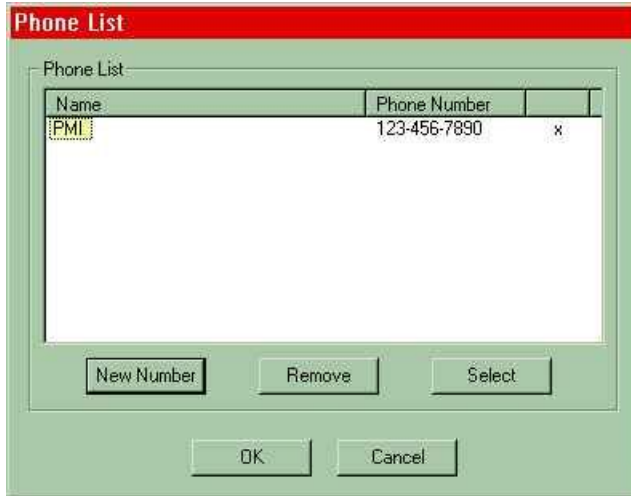 Phone List
Phone List
Name Phone Number
PMI 123-456-7890 x
New Number Remove Select
OK Cancel